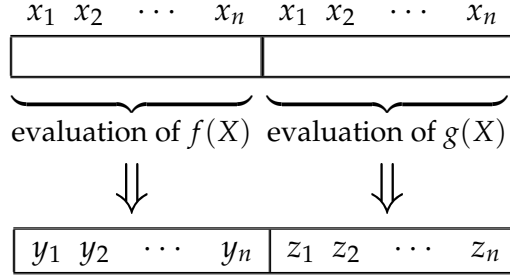 x₁ x₂ ⋯ xₙ x₁ x₂ ⋯ xₙ
evaluation of f(X) evaluation of g(X)
⇓ ⇓
y₁ y₂ ⋯ yₙ z₁ z₂ ⋯ zₙ